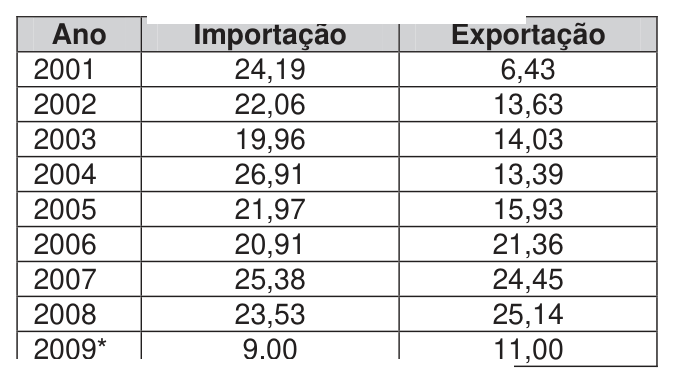 Ano Importação Exportação
2001 24,19 6,43
2002 22,06 13,63
2003 19,96 14,03
2004 26,91 13,39
2005 21,97 15,93
2006 20,91 21,36
2007 25,38 24,45
2008 23,53 25,14
2009* 9,00 11,00